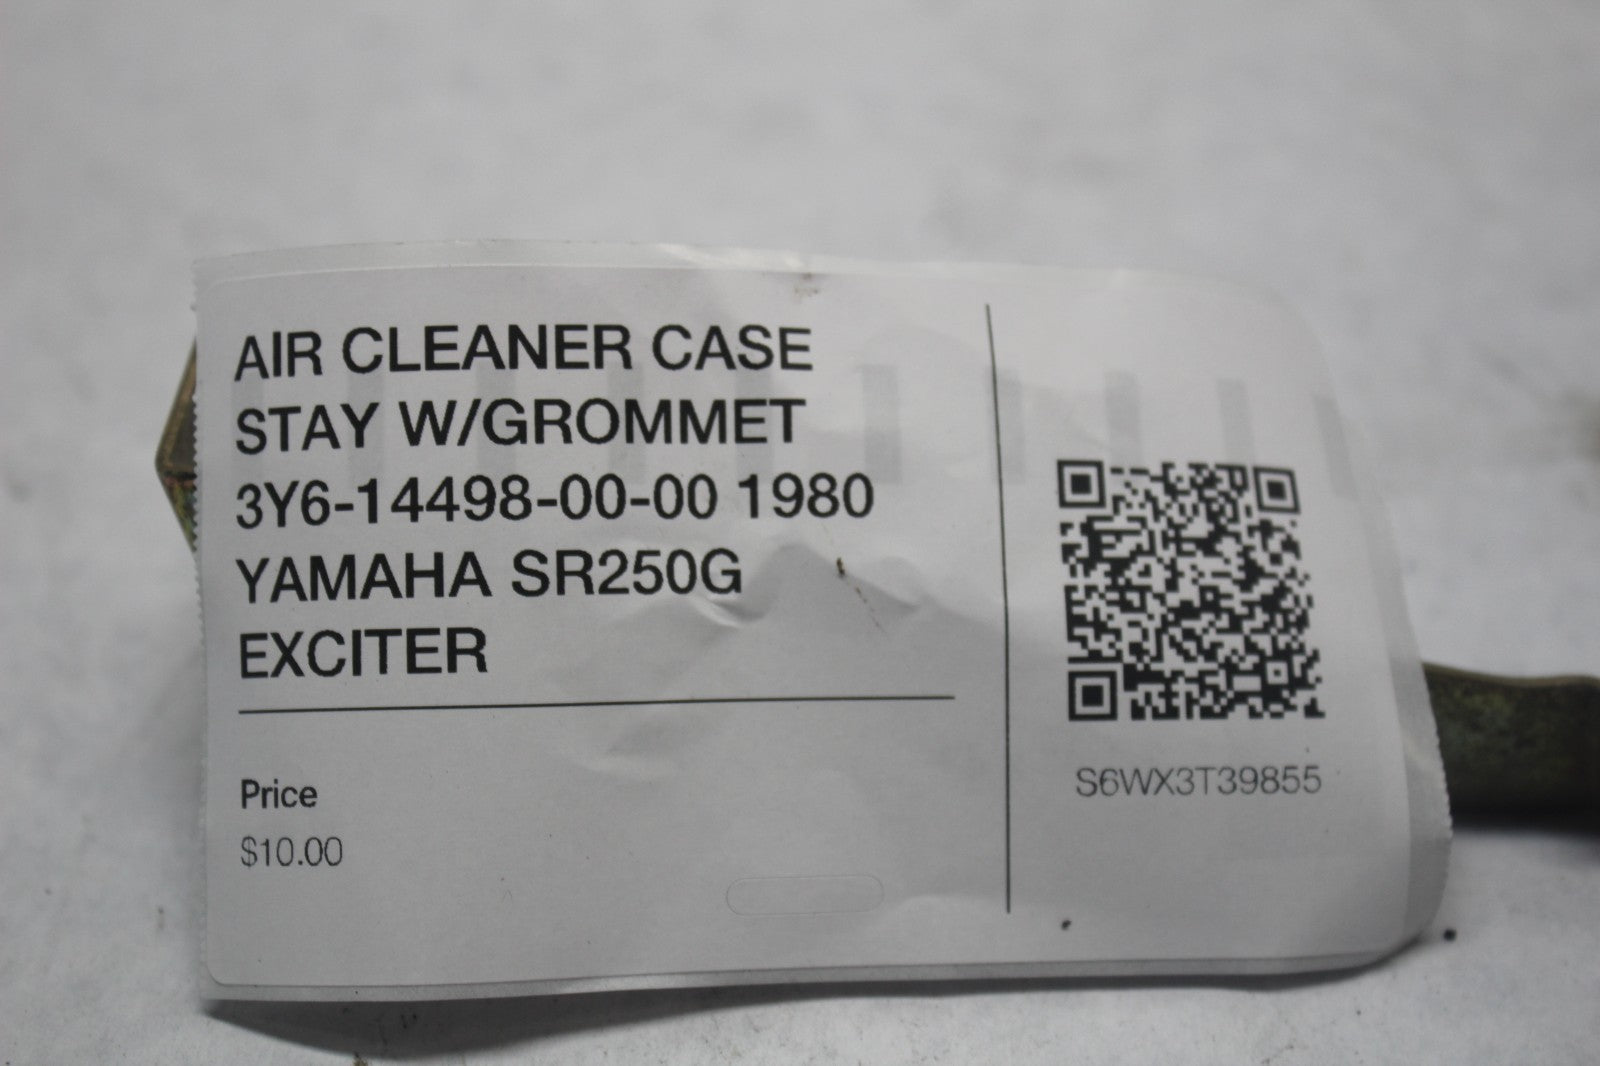 AIR CLEANER CASE
STAY W/GROMMET
3Y6-14498-00-00 1980
YAMAHA SR250G
EXCITER
Price
$10.00
S6WX3T39855